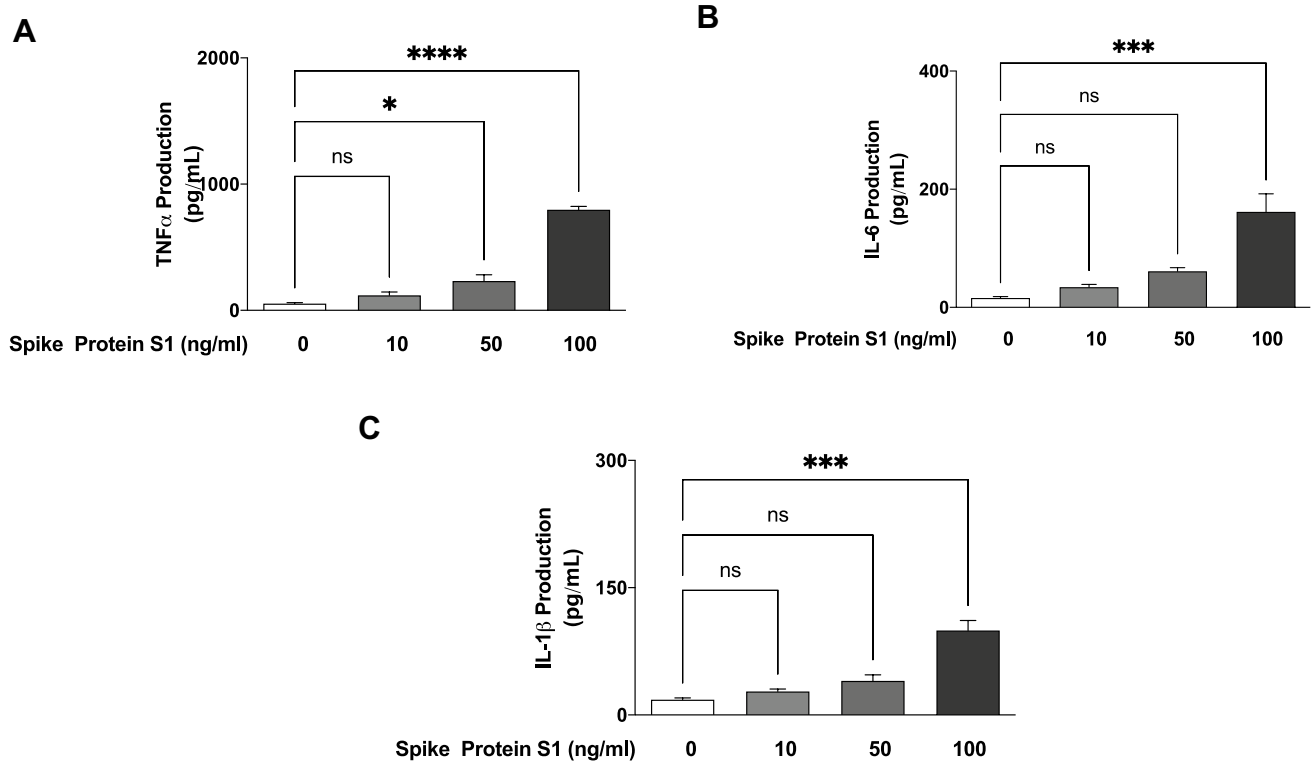 A
B
****
2000
*
ns
1000
0
TNFα Production
(pg/mL)
Spike Protein S1 (ng/ml) 0 10 50 100
***
400
ns
ns
200
0
IL-6 Production
(pg/mL)
Spike Protein S1 (ng/ml) 0 10 50 100
C
***
300
ns
ns
150
0
IL-1β Production
(pg/mL)
Spike Protein S1 (ng/ml) 0 10 50 100